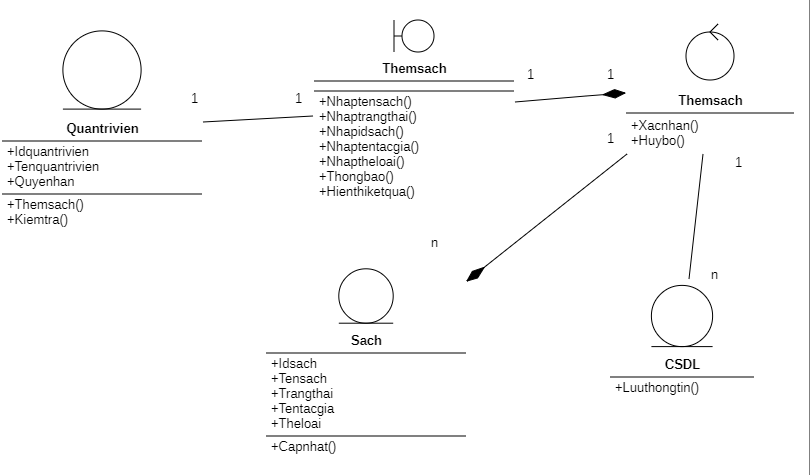 Quantrivien
+Idquantrivien
+Tenquantrivien
+Quyenhan
+Themsach()
+Kiemtra()
1
1
Themsach
+Nhaptensach()
+Nhaptrangthai()
+Nhapidsach()
+Nhaptentacgia()
+Nhaptheloai()
+Thongbao()
+Hienthiketqua()
1
1
Themsach
+Xacnhan()
+Huybo()
1
1
n
n
Sach
+Idsach
+Tensach
+Trangthai
+Tentacgia
+Theloai
+Capnhat()
CSDL
+Luuthongtin()